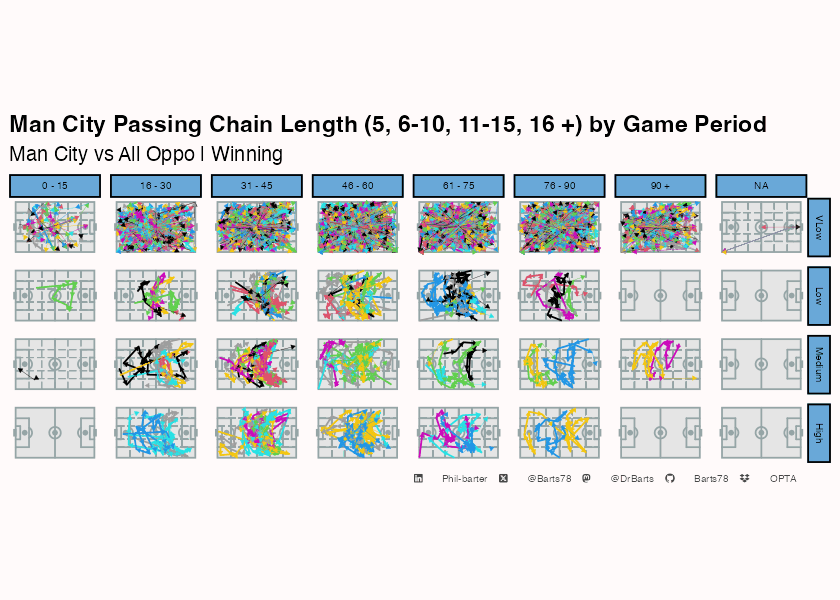 Man City Passing Chain Length (5, 6-10, 11-15, 16 +) by Game Period
Man City vs All Oppo | Winning
0 - 15 16 - 30 31 - 45 46 - 60 61 - 75 76 - 90 90 + NA
V.Low
Low
Medium
High
Phil-barter @Barts78 @DrBarts Barts78 OPTA